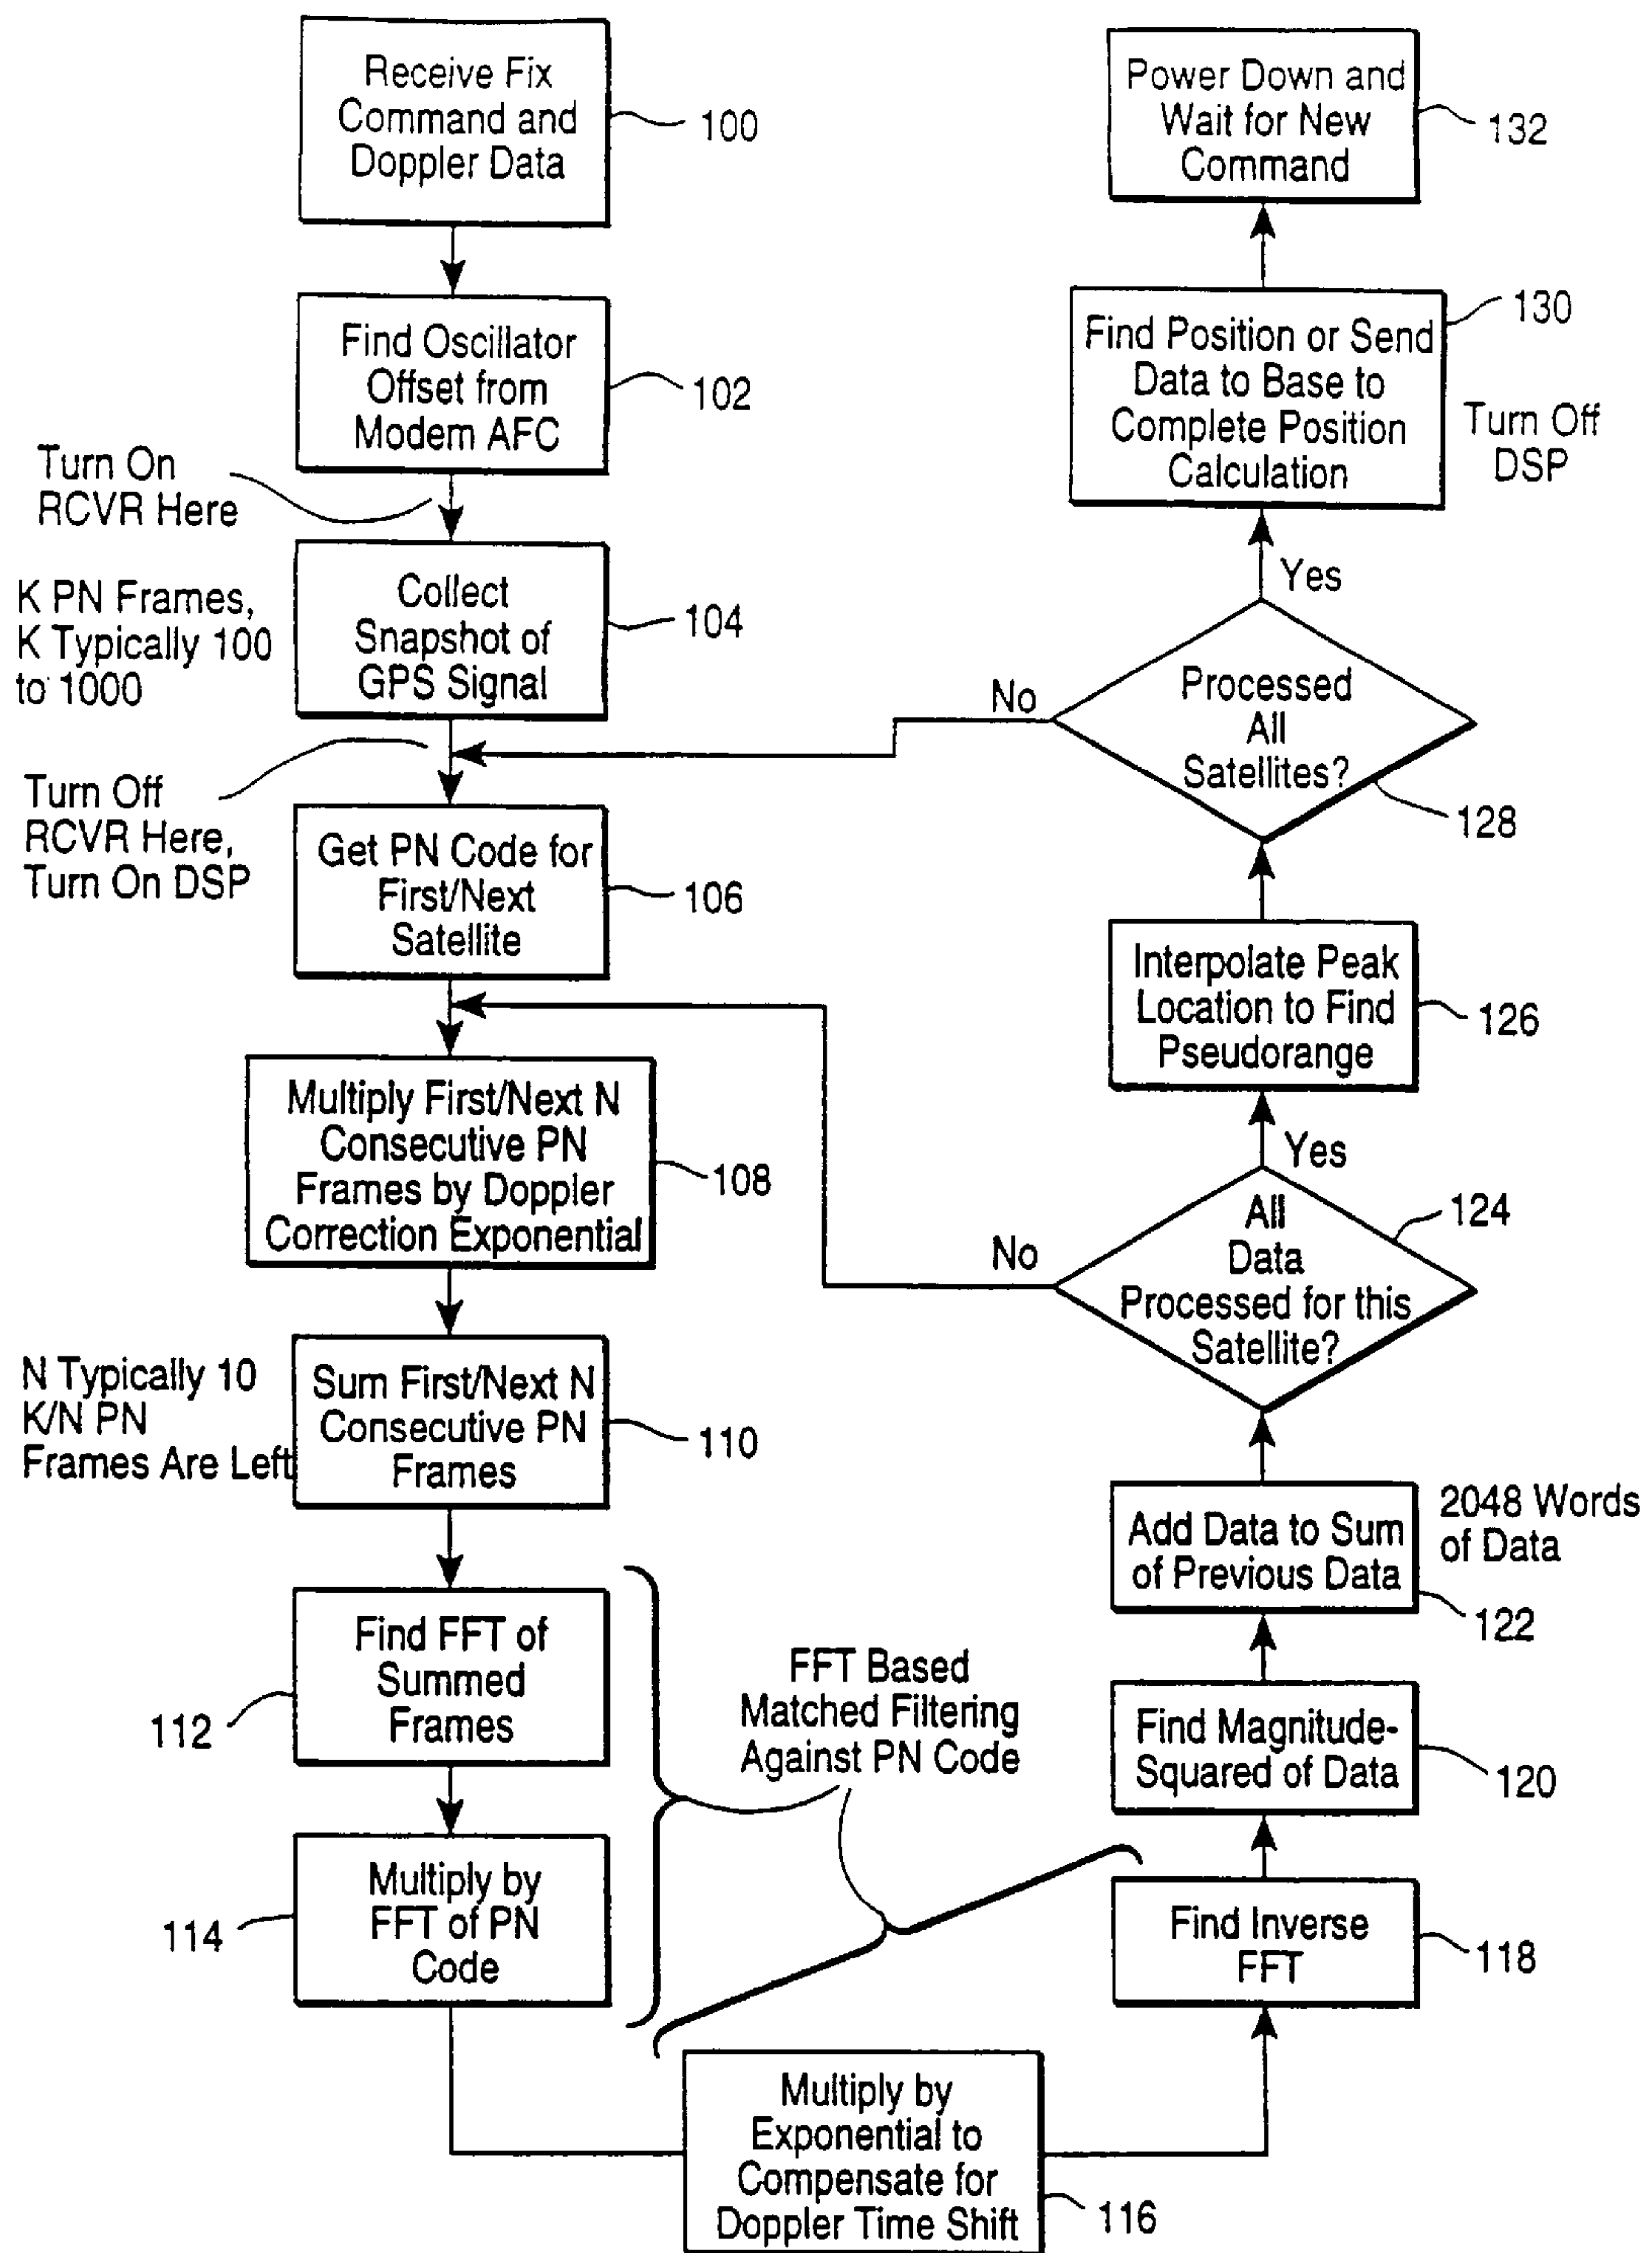 Receive Fix
Command and
Doppler Data
100
Find Oscillator
Offset from
Modem AFC
102
Turn On
RCVR Here
Collect
Snapshot of
GPS Signal
104
K PN Frames,
K Typically 100
to 1000
Turn Off
RCVR Here,
Turn On DSP
Get PN Code for
First/Next
Satellite
106
Multiply First/Next N
Consecutive PN
Frames by Doppler
Correction Exponential
108
N Typically 10
K/N PN
Frames Are Left
Sum First/Next N
Consecutive PN
Frames
110
Find FFT of
Summed
Frames
112
Multiply by
FFT of PN
Code
114
FFT Based
Matched Filtering
Against PN Code
Multiply by
Exponential to
Compensate for
Doppler Time Shift
116
Find Inverse
FFT
118
Find Magnitude-
Squared of Data
120
Add Data to Sum
of Previous Data
122
2048 Words
of Data
All
Data
Processed for this
Satellite?
124
No
Yes
Interpolate Peak
Location to Find
Pseudorange
126
Processed
All
Satellites?
128
No
Yes
Find Position or Send
Data to Base to
Complete Position
Calculation
130
Turn Off
DSP
Power Down and
Wait for New
Command
132